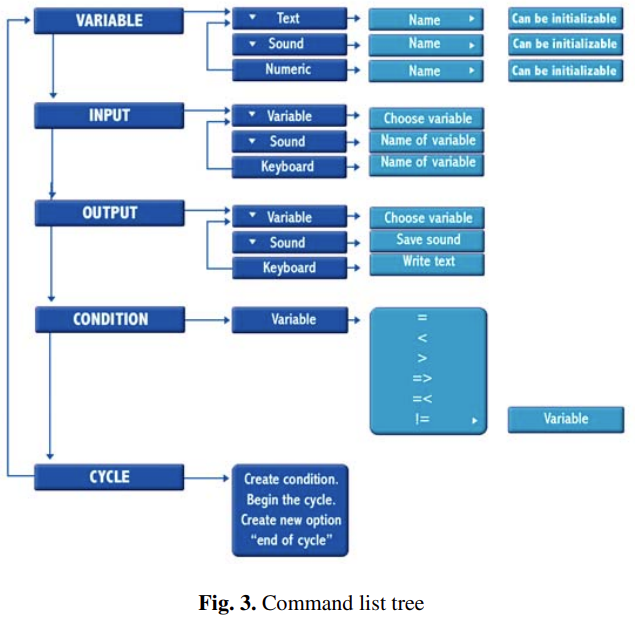 VARIABLE
Text
Name
Can be initializable
Sound
Name
Can be initializable
Numeric
Name
Can be initializable
INPUT
Variable
Choose variable
Sound
Name of variable
Keyboard
Name of variable
OUTPUT
Variable
Choose variable
Sound
Save sound
Keyboard
Write text
CONDITION
Variable
=
<
>
=>
=<
!=
Variable
CYCLE
Create condition.
Begin the cycle.
Create new option
“end of cycle”
Fig. 3. Command list tree